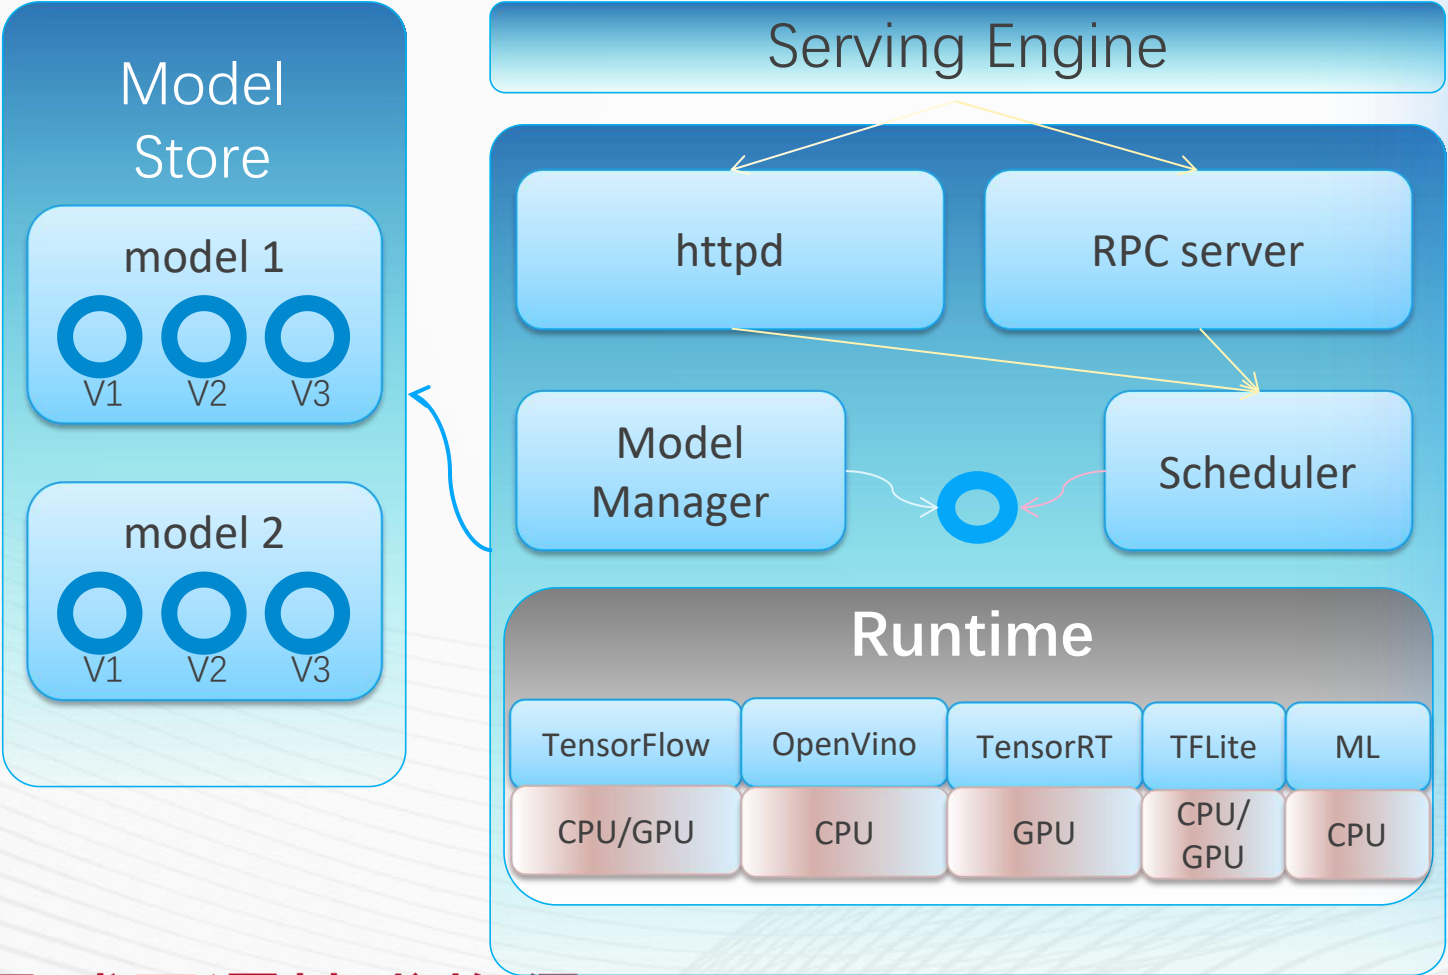 Model
Store
model 1
V1 V2 V3
model 2
V1 V2 V3
Serving Engine
httpd
RPC server
Model
Manager
Scheduler
Runtime
TensorFlow
OpenVino
TensorRT
TFLite
ML
CPU/GPU
CPU
GPU
CPU/
GPU
CPU